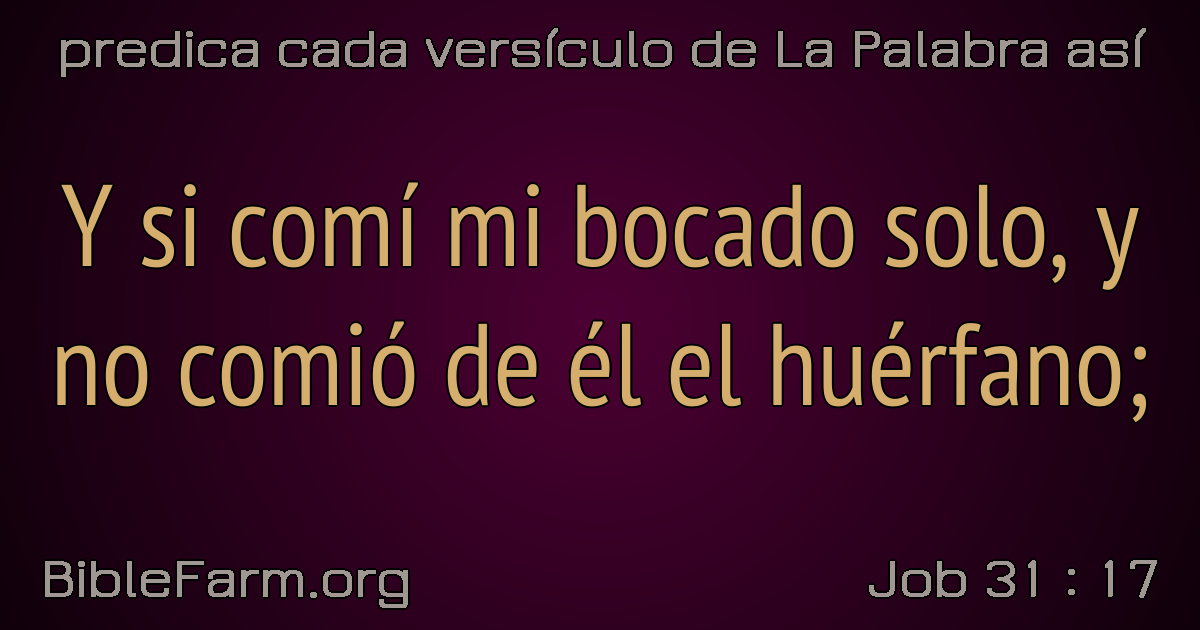 predica cada versículo de La Palabra así
Y si comí mi bocado solo, y
no comió de él el huérfano;
BibleFarm.org
Job 31 : 17